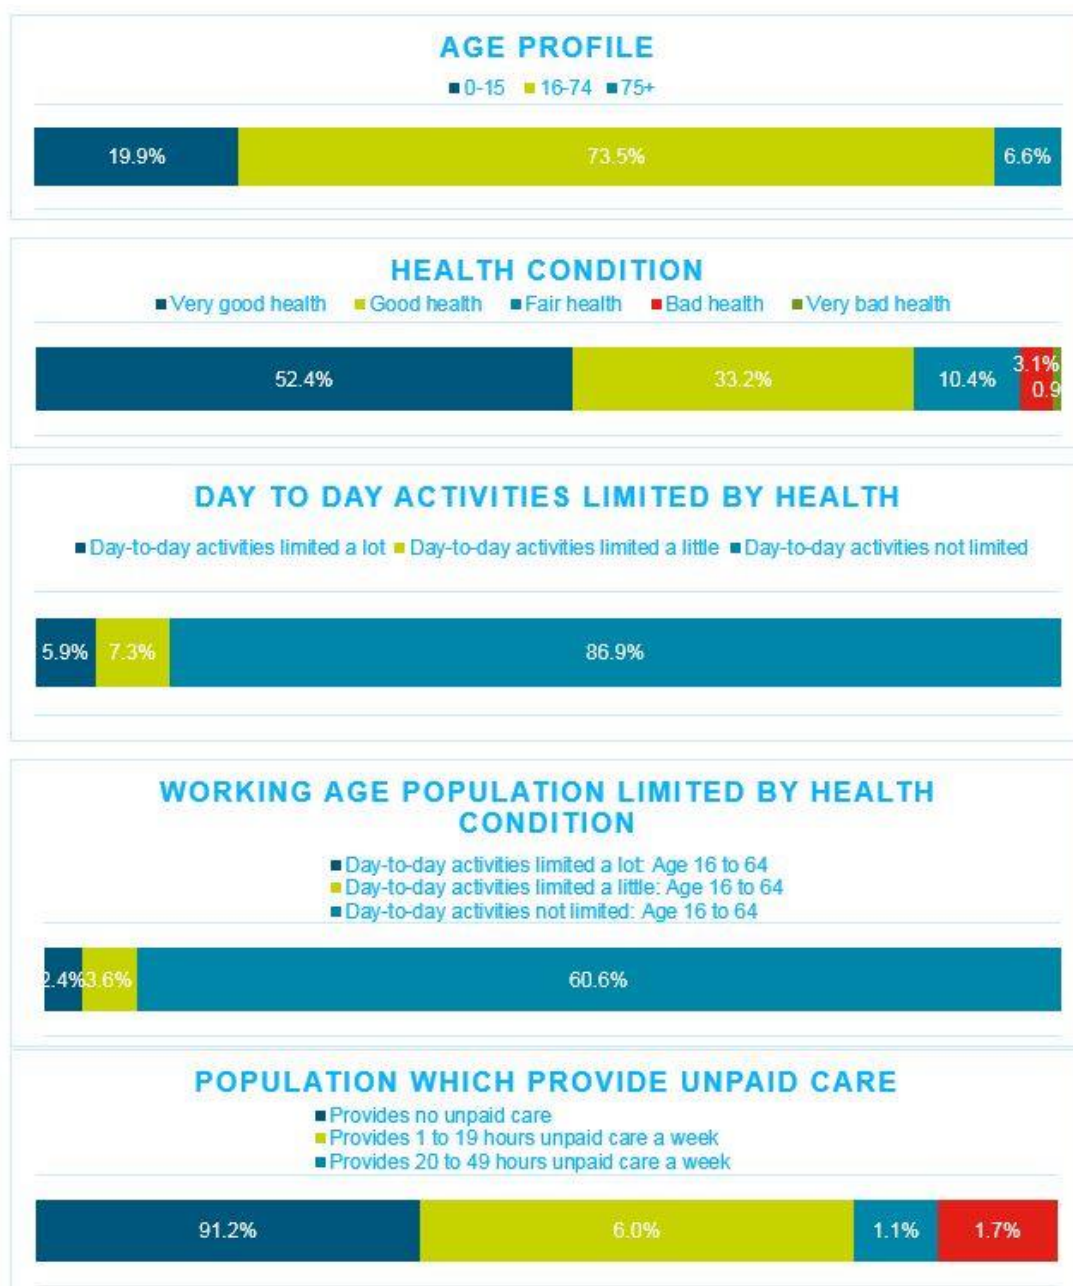 AGE PROFILE
0-15 16-74 75+
19.9% 73.5% 6.6%
HEALTH CONDITION
Very good health Good health Fair health Bad health Very bad health
52.4% 33.2% 10.4% 3.1%
0.9
DAY TO DAY ACTIVITIES LIMITED BY HEALTH
Day-to-day activities limited a lot Day-to-day activities limited a little Day-to-day activities not limited
5.9% 7.3% 86.9%
WORKING AGE POPULATION LIMITED BY HEALTH
CONDITION
Day-to-day activities limited a lot: Age 16 to 64
Day-to-day activities limited a little: Age 16 to 64
Day-to-day activities not limited: Age 16 to 64
2.4% 3.6% 60.6%
POPULATION WHICH PROVIDE UNPAID CARE
Provides no unpaid care
Provides 1 to 19 hours unpaid care a week
Provides 20 to 49 hours unpaid care a week
91.2% 6.0% 1.1% 1.7%